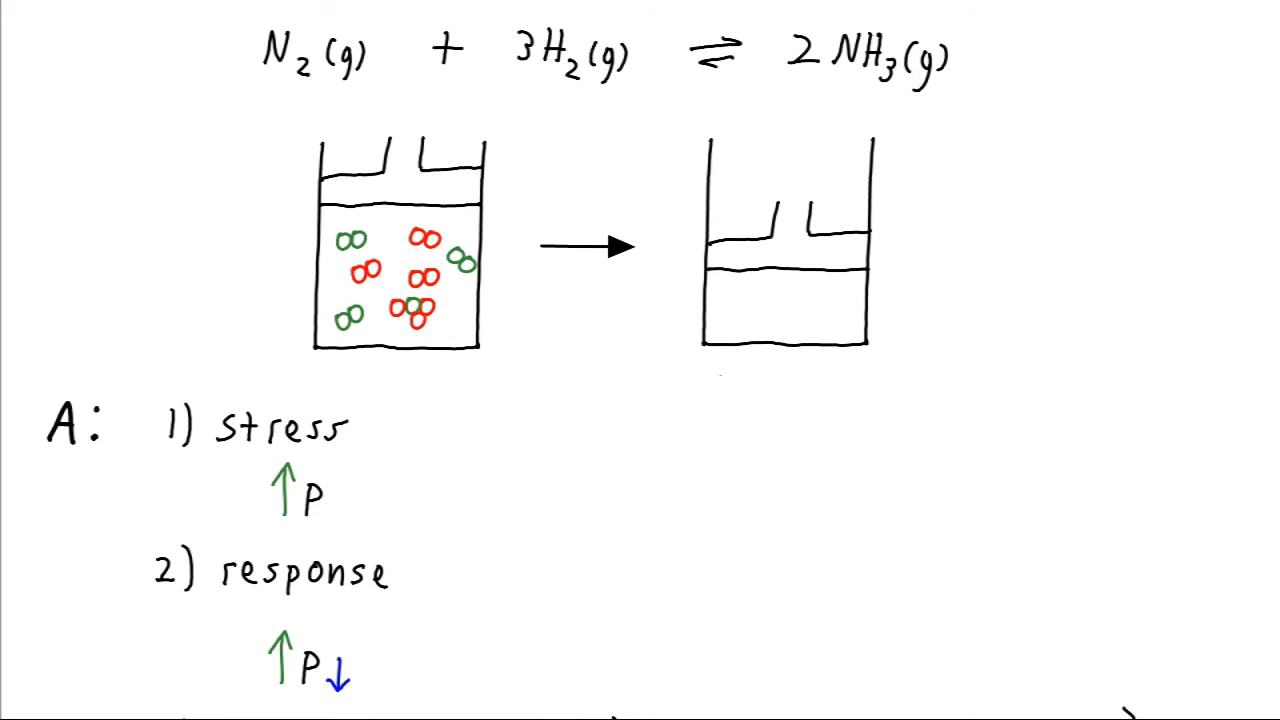 N₂(g) + 3H₂(g) ⇌ 2NH₃(g)
A: 1) stress
↑P
2) response
↑P↓